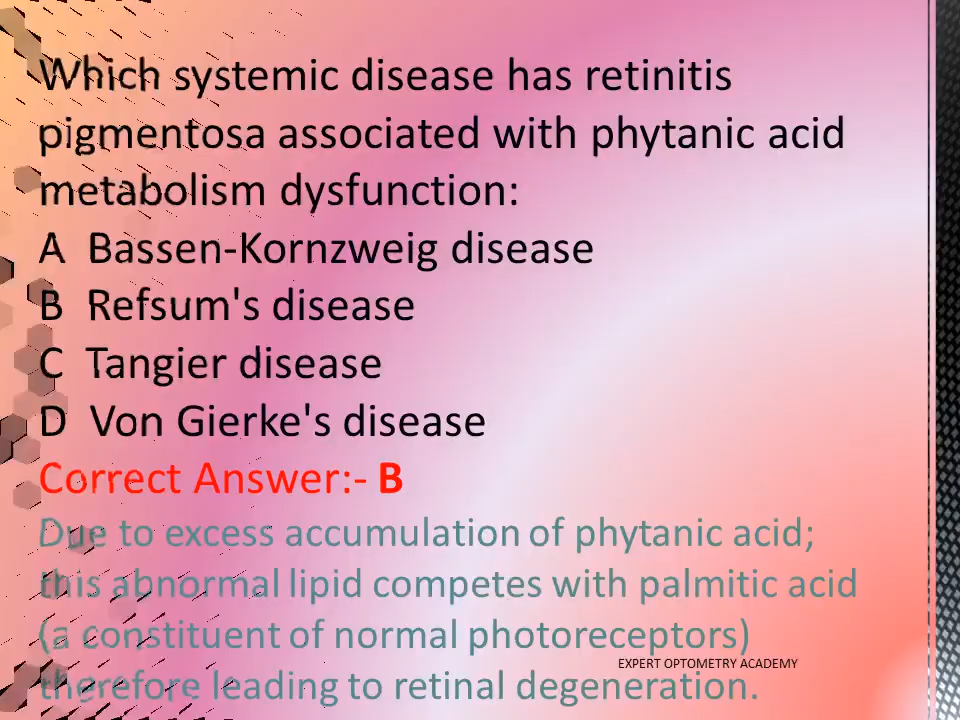 Which systemic disease has retinitis
pigmentosa associated with phytanic acid
metabolism dysfunction:
A  Bassen-Kornzweig disease
B  Refsum's disease
C  Tangier disease
D  Von Gierke's disease
Correct Answer:- B
Due to excess accumulation of phytanic acid;
this abnormal lipid competes with palmitic acid
(a constituent of normal photoreceptors)
EXPERT OPTOMETRY ACADEMY
therefore leading to retinal degeneration.